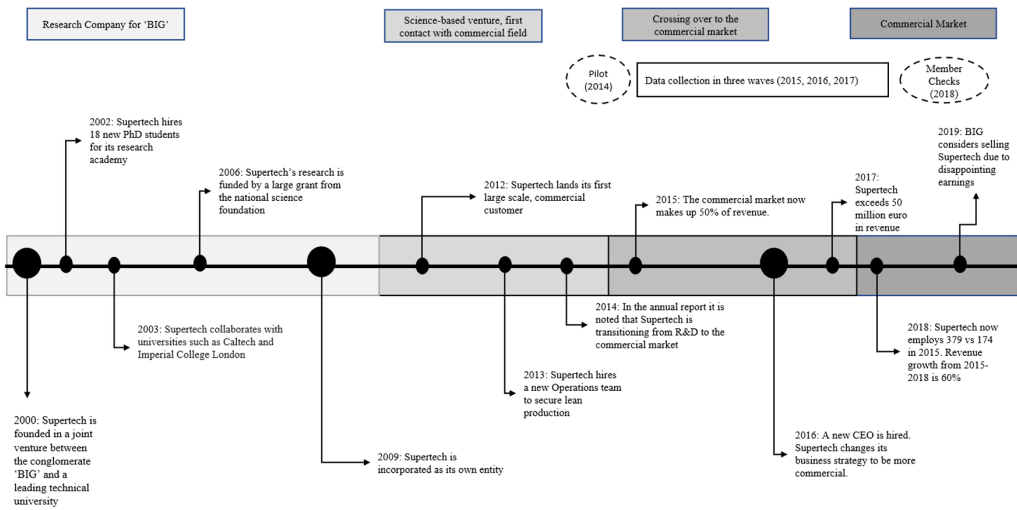 Research Company for ‘BIG’
Science-based venture, first
contact with commercial field
Crossing over to the
commercial market
Commercial Market
Pilot
(2014)
Data collection in three waves (2015, 2016, 2017)
Member
Checks
(2018)
2002: Supertech hires
18 new PhD students
for its research
academy
2006: Supertech’s research is
funded by a large grant from
the national science
foundation
2012: Supertech lands its first
large scale, commercial
customer
2015: The commercial market now
makes up 50% of revenue.
2017:
Supertech
exceeds 50
million euro
in revenue
2019: BIG
considers selling
Supertech due to
disappointing
earnings
2000: Supertech is
founded in a joint
venture between
the conglomerate
‘BIG’ and a
leading technical
university
2003: Supertech collaborates with
universities such as Caltech and
Imperial College London
2009: Supertech is
incorporated as its own entity
2013: Supertech hires
a new Operations team
to secure lean
production
2014: In the annual report it is
noted that Supertech is
transitioning from R&D to the
commercial market
2016: A new CEO is hired.
Supertech changes its
business strategy to be more
commercial.
2018: Supertech now
employs 379 vs 174
in 2015. Revenue
growth from 2015-
2018 is 60%